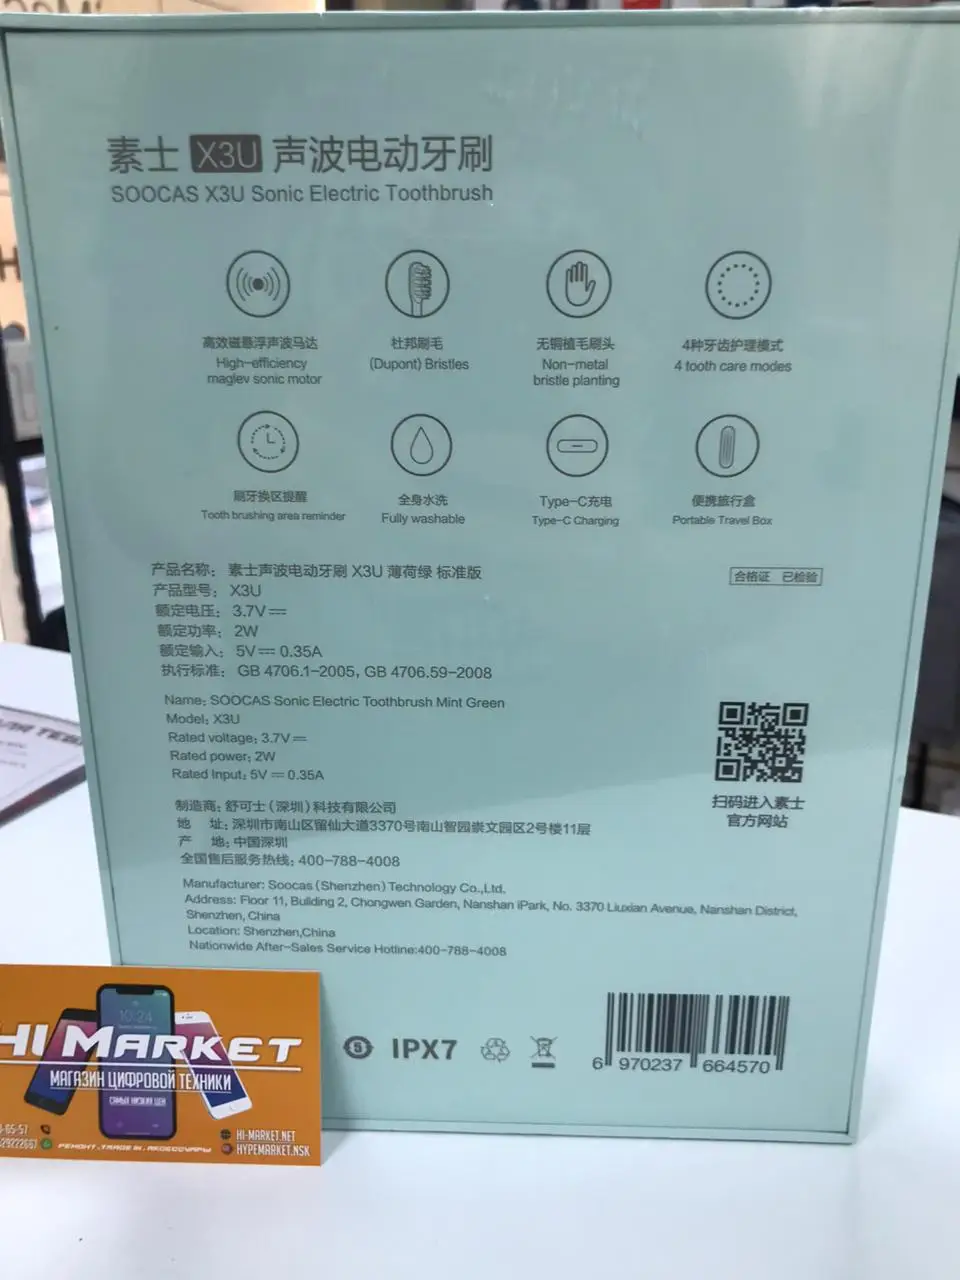 素士 X3U 声波电动牙刷
SOOCAS X3U Sonic Electric Toothbrush
高效磁悬浮声波马达
High-efficiency
maglev sonic motor
杜邦刷毛
(Dupont) Bristles
无铜植毛刷头
Non-metal
bristle planting
4种牙齿护理模式
4 tooth care modes
刷牙换区提醒
Tooth brushing area reminder
全身水洗
Fully washable
Type-C充电
Type-C Charging
便携旅行盒
Portable Travel Box
产品名称: 素士声波电动牙刷 X3U 薄荷绿 标准版
产品型号: X3U
额定电压: 3.7V
额定功率: 2W
额定输入: 5V 0.35A
执行标准: GB 4706.1-2005, GB 4706.59-2008
合格证 已检验
Name: SOOCAS Sonic Electric Toothbrush Mint Green
Model: X3U
Rated voltage: 3.7V
Rated power: 2W
Rated Input: 5V 0.35A
扫码进入素士
官方网站
制造商: 舒可士(深圳)科技有限公司
地 址: 深圳市南山区留仙大道3370号南山智园崇文园区2号楼11层
产 地: 中国深圳
全国售后服务热线: 400-788-4008
Manufacturer: Soocas (Shenzhen) Technology Co.,Ltd.
Address: Floor 11, Building 2, Chongwen Garden, Nanshan iPark, No. 3370 Liuxian Avenue, Nanshan District,
Shenzhen, China
Location: Shenzhen,China
Nationwide After-Sales Service Hotline:400-788-4008
S IPX7
6 970237 664570
10:24
HI MARKET
МАГАЗИН ЦИФРОВОЙ ТЕХНИКИ
САМЫХ НИЗКИХ ЦЕН
-65-57
29222667
РЕМОНТ.TRADE IN.АКСЕССУАРЫ
HI-MARKET.NET
HYPEMARKET.NSK